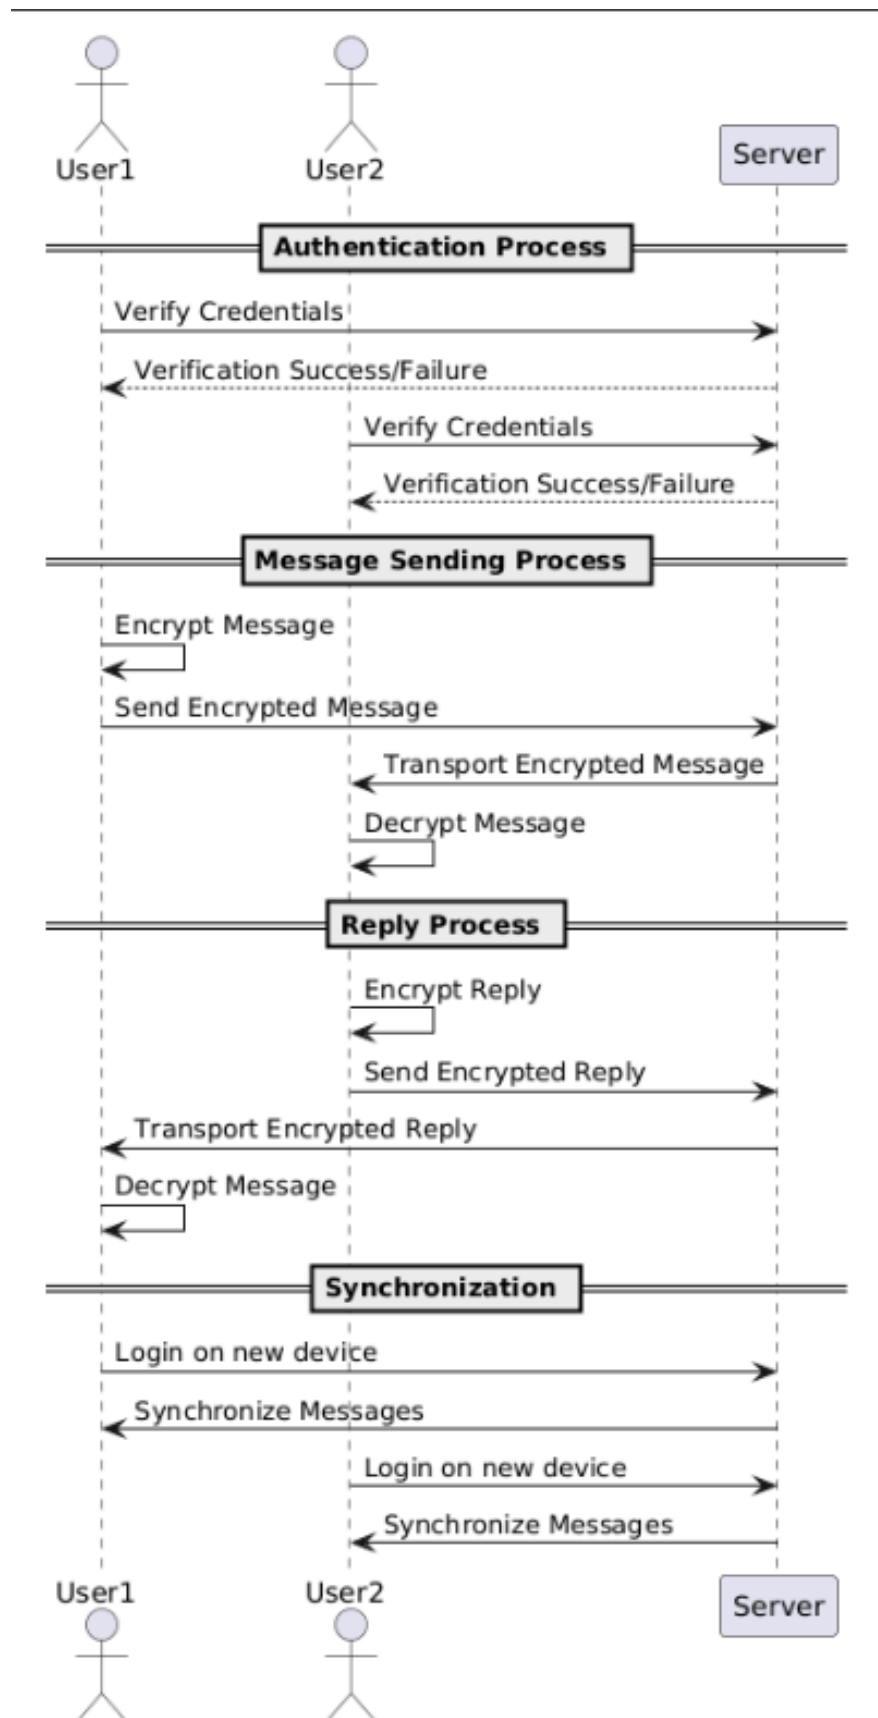 User1
User2
Server
Authentication Process
Verify Credentials
Verification Success/Failure
Verify Credentials
Verification Success/Failure
Message Sending Process
Encrypt Message
Send Encrypted Message
Transport Encrypted Message
Decrypt Message
Reply Process
Encrypt Reply
Send Encrypted Reply
Transport Encrypted Reply
Decrypt Message
Synchronization
Login on new device
Synchronize Messages
Login on new device
Synchronize Messages
User1
User2
Server